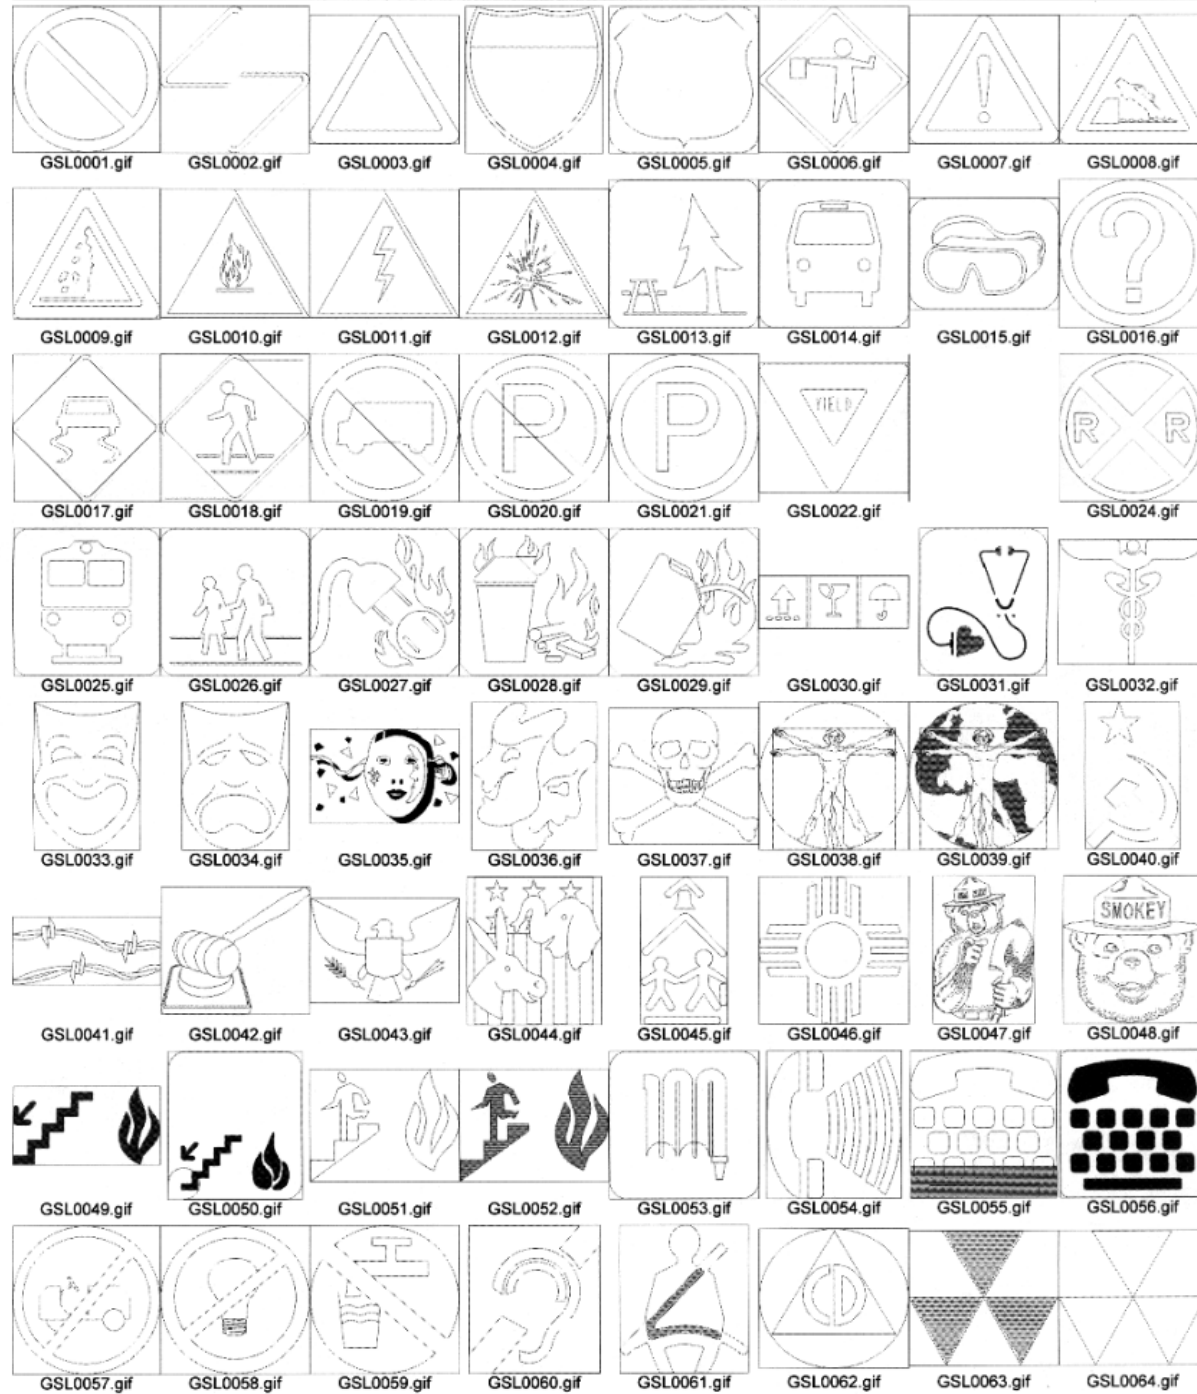 GSL0001.gif GSL0002.gif GSL0003.gif GSL0004.gif GSL0005.gif GSL0006.gif GSL0007.gif GSL0008.gif
GSL0009.gif GSL0010.gif GSL0011.gif GSL0012.gif GSL0013.gif GSL0014.gif GSL0015.gif GSL0016.gif
?
P P YIELD R R
GSL0017.gif GSL0018.gif GSL0019.gif GSL0020.gif GSL0021.gif GSL0022.gif GSL0024.gif
GSL0025.gif GSL0026.gif GSL0027.gif GSL0028.gif GSL0029.gif GSL0030.gif GSL0031.gif GSL0032.gif
GSL0033.gif GSL0034.gif GSL0035.gif GSL0036.gif GSL0037.gif GSL0038.gif GSL0039.gif GSL0040.gif
SMOKEY
GSL0041.gif GSL0042.gif GSL0043.gif GSL0044.gif GSL0045.gif GSL0046.gif GSL0047.gif GSL0048.gif
GSL0049.gif GSL0050.gif GSL0051.gif GSL0052.gif GSL0053.gif GSL0054.gif GSL0055.gif GSL0056.gif
CD
GSL0057.gif GSL0058.gif GSL0059.gif GSL0060.gif GSL0061.gif GSL0062.gif GSL0063.gif GSL0064.gif